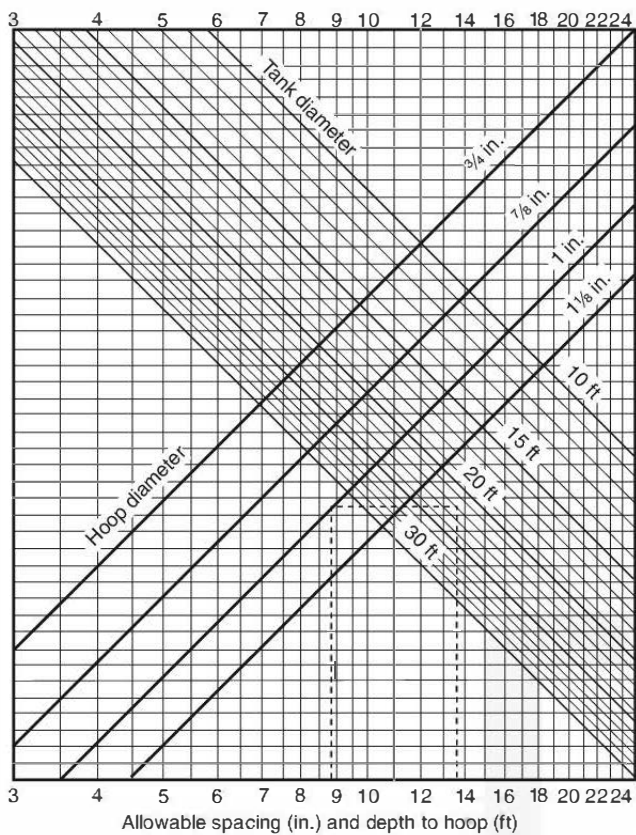 3 4 5 6 7 8 9 10 12 14 16 18 20 22 24
Tank diameter
¾ in.
⅞ in.
1 in.
1⅛ in.
10 ft
15 ft
20 ft
30 ft
Hoop diameter
3 4 5 6 7 8 9 10 12 14 16 18 20 22 24
Allowable spacing (in.) and depth to hoop (ft)